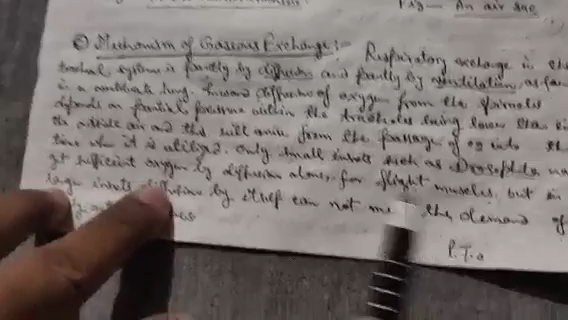 Fig— An air sac
Mechanism of Gaseous Exchange:- Respiratory exchange in the
tracheal system is partly by diffusion and partly by ventilation, as far
in a vertebrate lung. Inward diffusion of oxygen from the spiracles
depends on partial pressure within the tracheoles being lower than in
the outside air and this will arise from the passage of O2 into the
tissue where it is utilized. Only small insects such as Drosophila
get sufficient oxygen by diffusion alone, for flight muscles, but in
large insects diffusion by itself can not the demand of
P.T.O